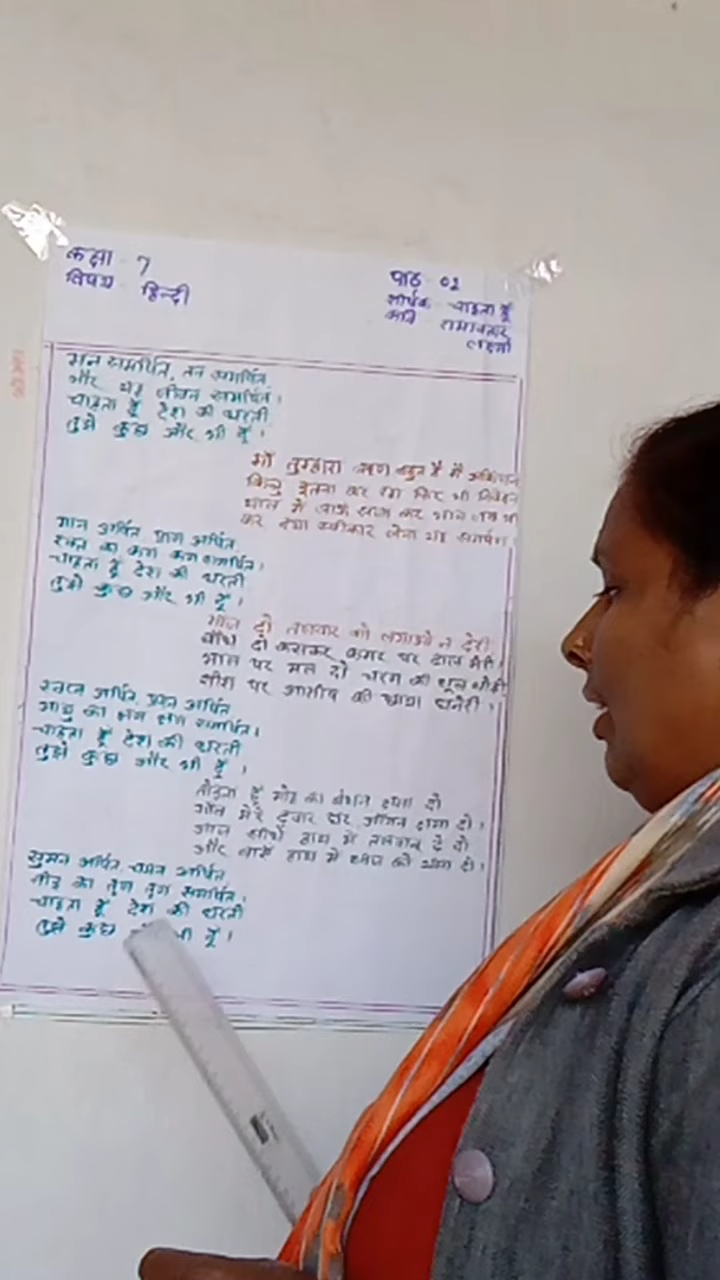 कक्षा - 7
विषय - हिन्दी
पाठ - 02
शीर्षक - चाहता हूँ
कवि - रामावतार
त्यागी
मन समर्पित, तन समर्पित
और यह जीवन समर्पित।
चाहता हूँ देश की धरती
तुझे कुछ और भी दूँ।
माँ तुम्हारा ऋण बहुत है मैं अकिंचन
किन्तु इतना कर रहा फिर भी निवेदन
थाल में लाऊँ सजा कर भाल जब भी
कर दया स्वीकार लेना यह समर्पण।
गान अर्पित, प्राण अर्पित
रक्त का कण कण समर्पित।
चाहता हूँ देश की धरती
तुझे कुछ और भी दूँ।
माँज दो तलवार को लगाओ न देरी
बाँध दो कसकर कमर पर ढाल मेरी।
भाल पर मल दो चरण की धूल थोड़ी
शीश पर आशीष की छाया घनेरी।
स्वप्न अर्पित, प्रश्न अर्पित
आयु का क्षण क्षण समर्पित।
चाहता हूँ देश की धरती
तुझे कुछ और भी दूँ।
तोड़ता हूँ मोह का बंधन क्षमा दो
गाँव मेरे द्वार घर आँगन क्षमा दो।
आज सीधे हाथ में तलवार दे दो
और बायें हाथ में ध्वज को थमा दो।
सुमन अर्पित, चमन अर्पित
नीड़ का तृण तृण समर्पित।
चाहता हूँ देश की धरती
तुझे कुछ भी दूँ।